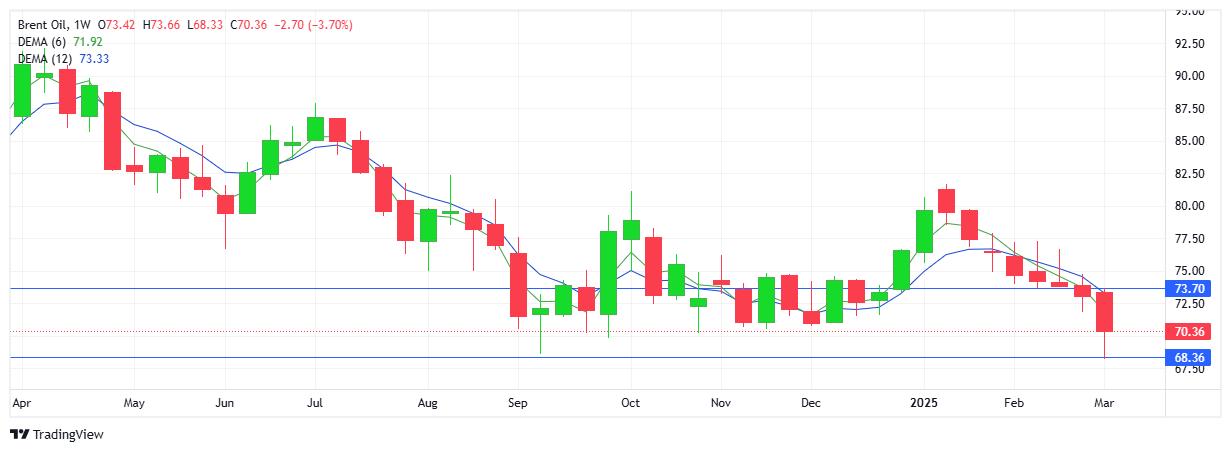 Brent Oil, 1W O73.42 H73.66 L68.33 C70.36 −2.70 (−3.70%)
DEMA (6) 71.92
DEMA (12) 73.33
95.00
92.50
90.00
87.50
85.00
82.50
80.00
77.50
75.00
73.70
72.50
70.36
68.36
67.50
Apr May Jun Jul Aug Sep Oct Nov Dec 2025 Feb Mar
TradingView